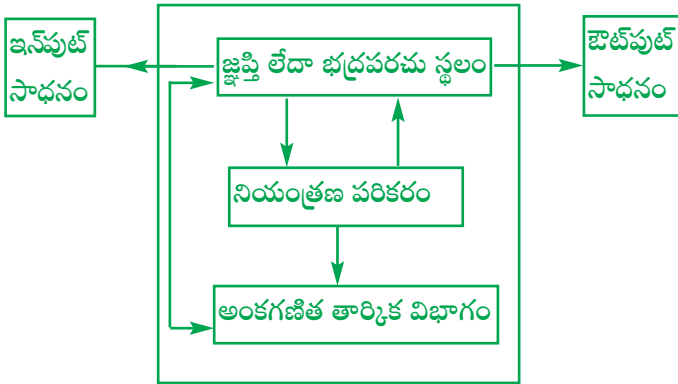 ఇన్‌పుట్
సాధనం
జ్ఞప్తి లేదా భద్రపరచు స్థలం
ఔట్‌పుట్
సాధనం
నియంత్రణ పరికరం
అంకగణిత తార్కిక విభాగం